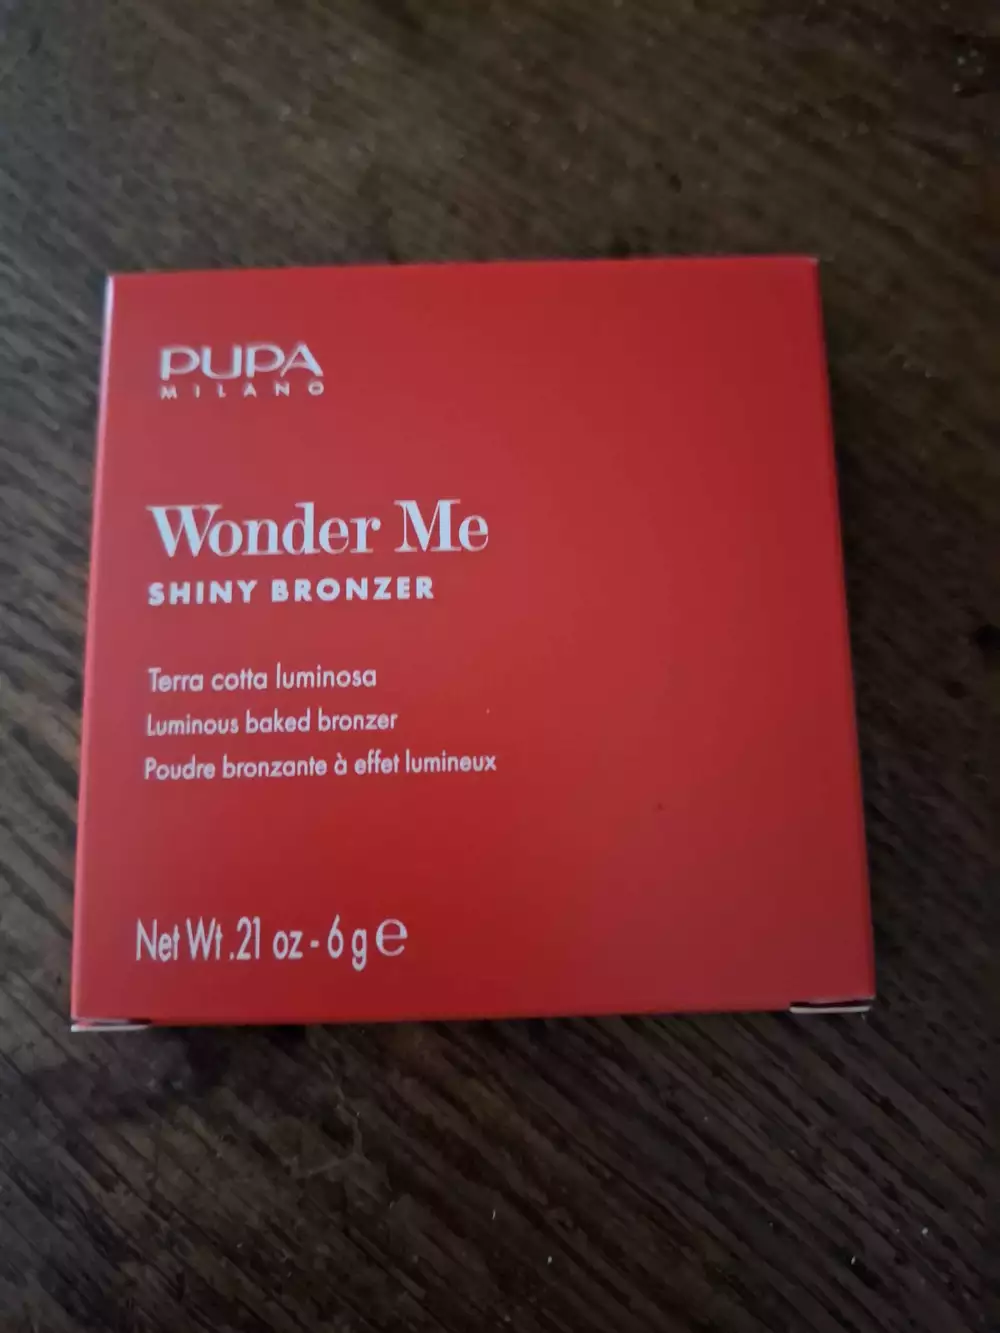 PUPA
MILANO
Wonder Me
SHINY BRONZER
Terra cotta luminosa
Luminous baked bronzer
Poudre bronzante à effet lumineux
Net Wt .21 oz - 6 g ℮